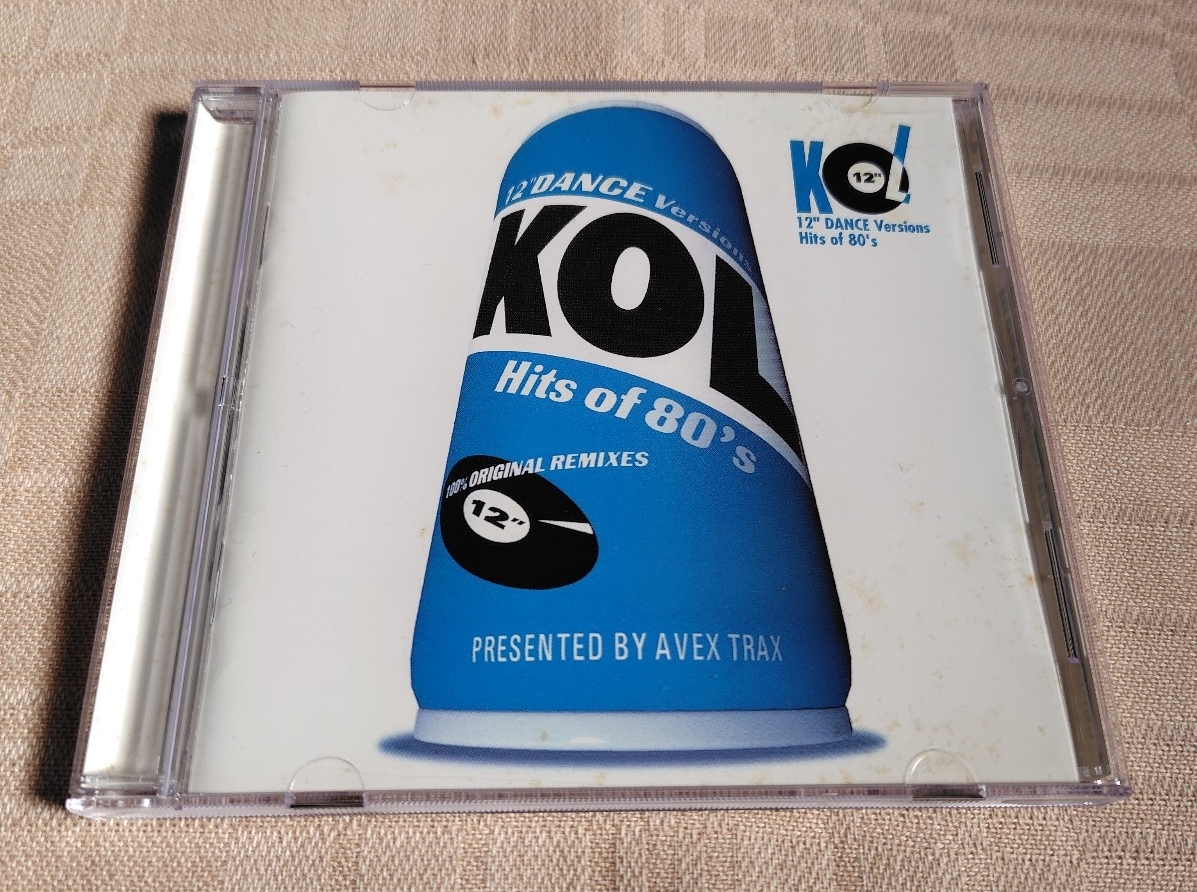 12" DANCE Versions
KOL
Hits of 80's
100% ORIGINAL REMIXES
12"
PRESENTED BY AVEX TRAX
KOL
12"
12" DANCE Versions
Hits of 80's